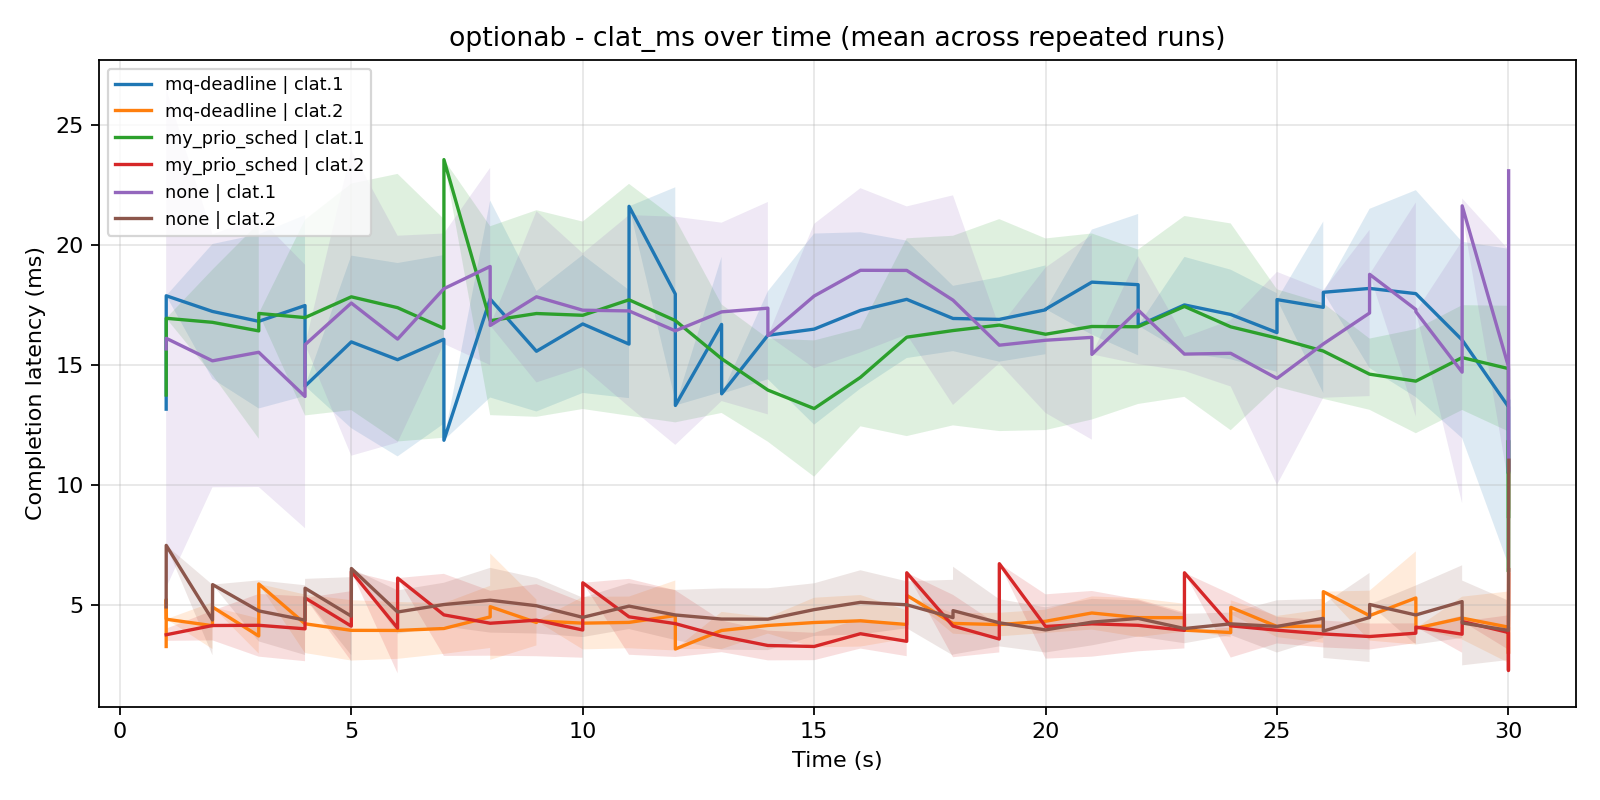 optionab - clat_ms over time (mean across repeated runs)
mq-deadline | clat.1
mq-deadline | clat.2
my_prio_sched | clat.1
my_prio_sched | clat.2
none | clat.1
none | clat.2
Completion latency (ms)
25
20
15
10
5
0 5 10 15 20 25 30
Time (s)